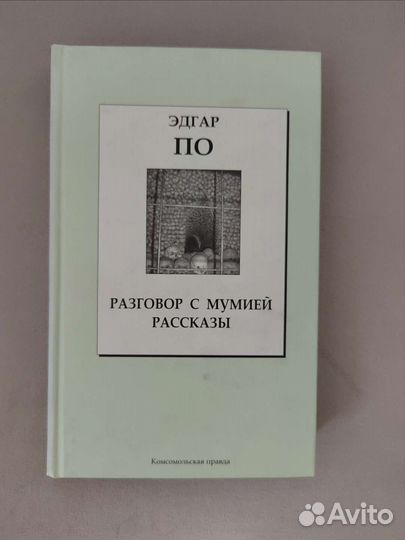 ЭДГАР
ПО
РАЗГОВОР С МУМИЕЙ
РАССКАЗЫ
Комсомольская правда
Avito